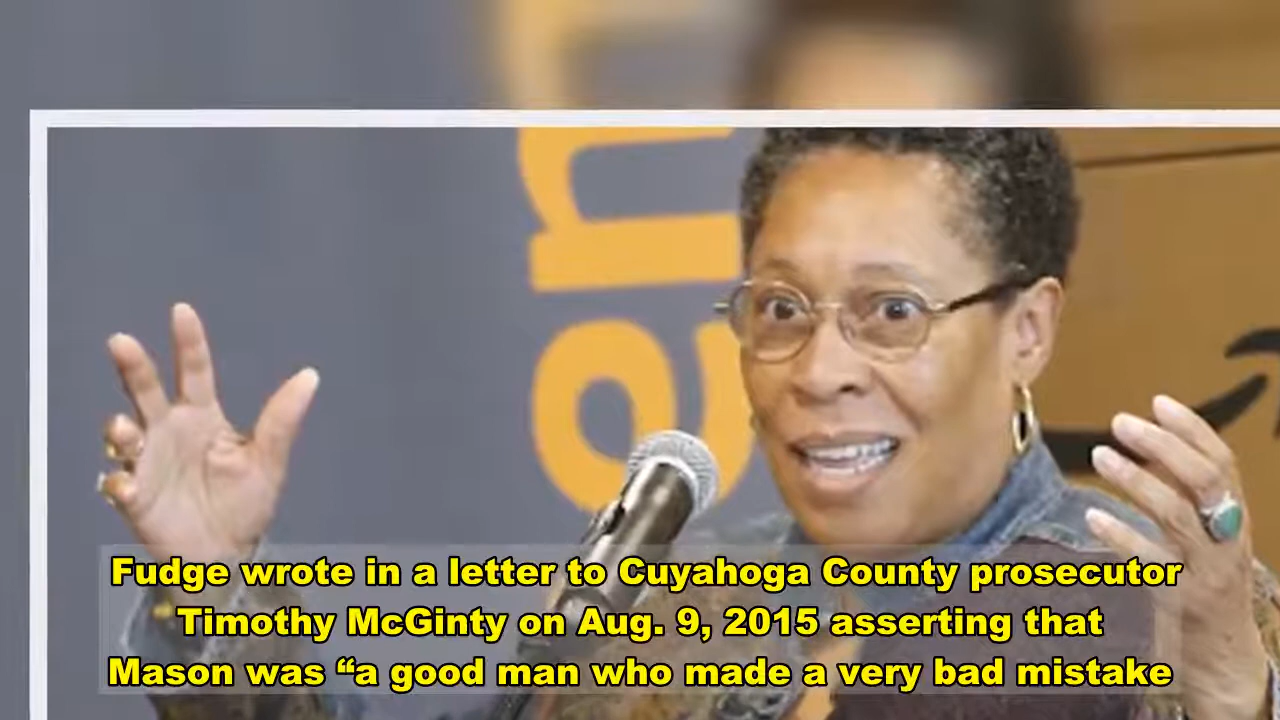 en
Fudge wrote in a letter to Cuyahoga County prosecutor
Timothy McGinty on Aug. 9, 2015 asserting that
Mason was “a good man who made a very bad mistake